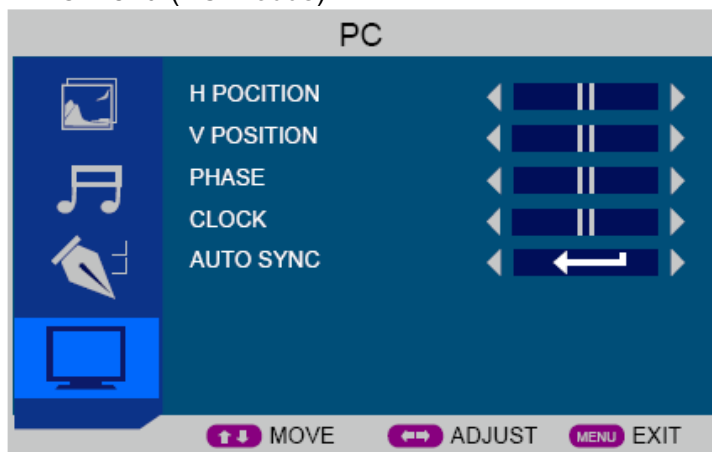 PC
H POCITION
V POSITION
PHASE
CLOCK
AUTO SYNC
MOVE ADJUST MENU EXIT